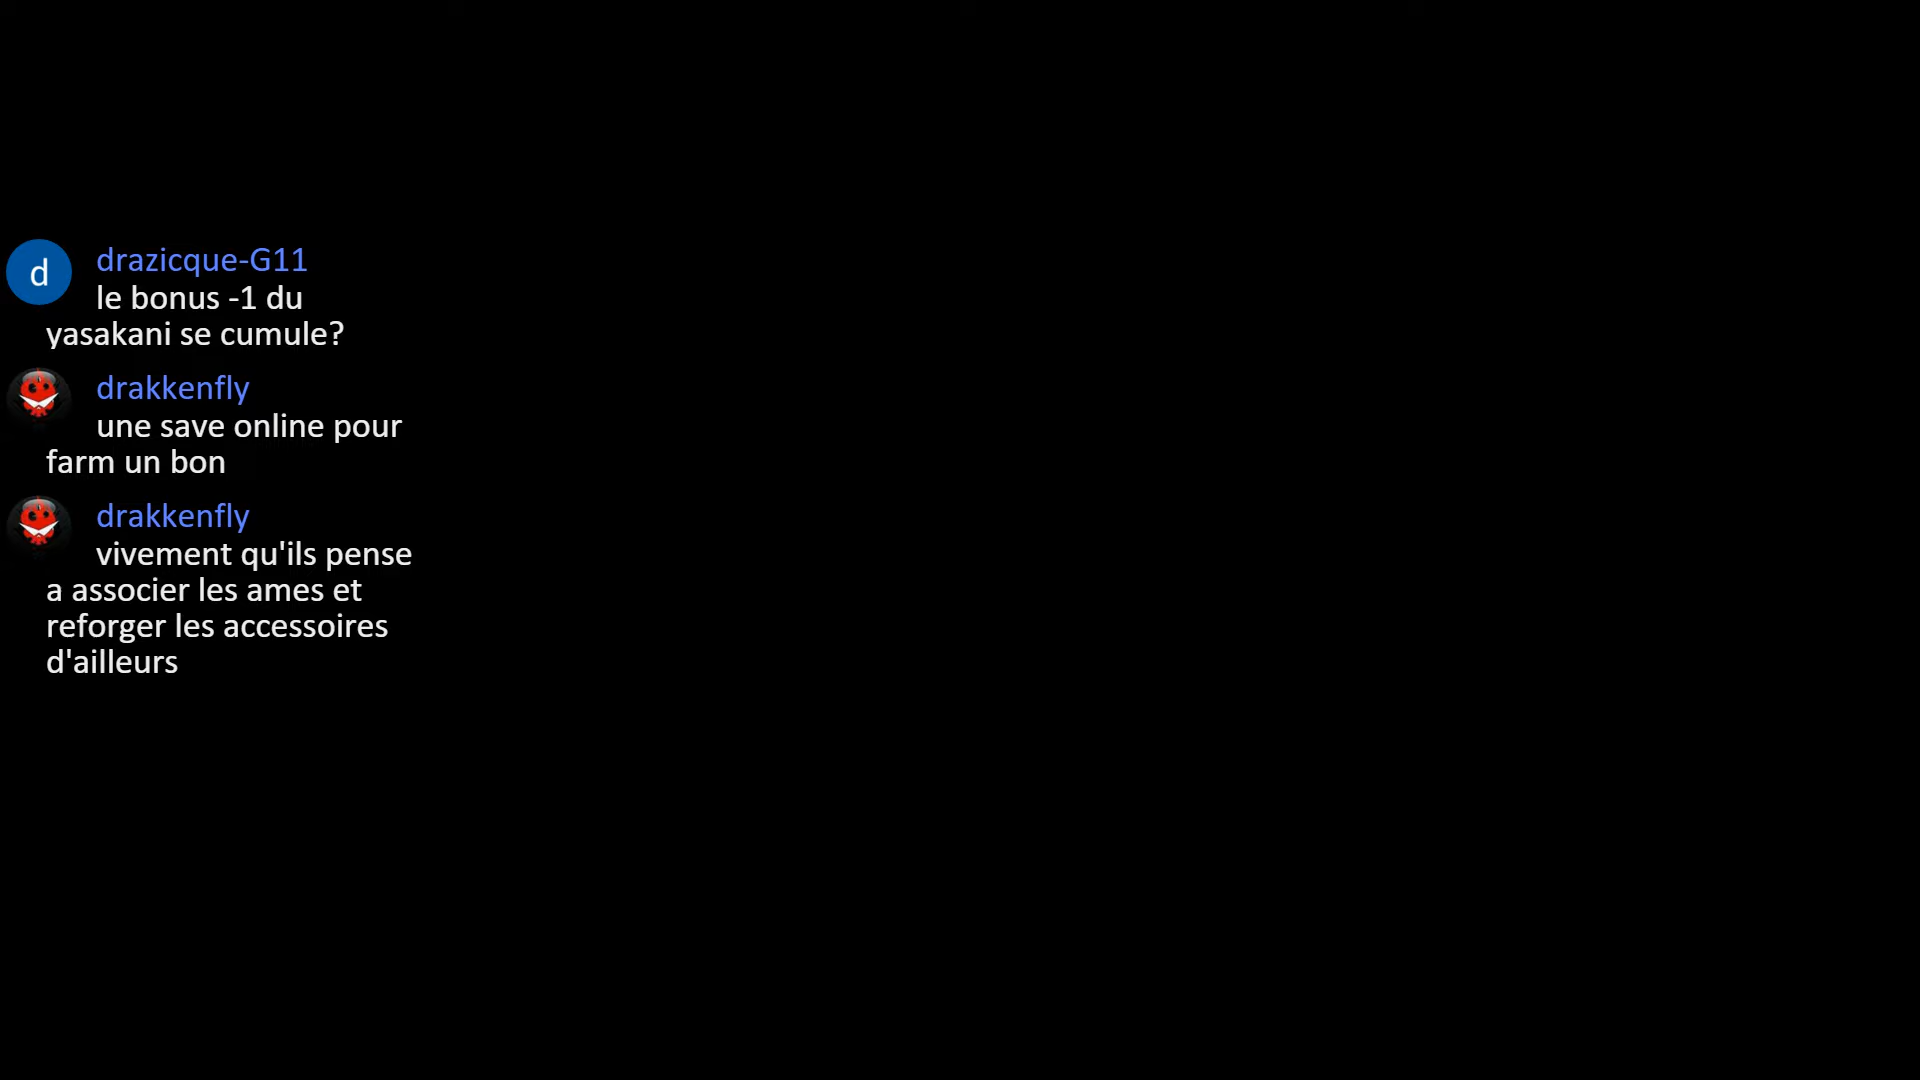 d
drazicque-G11
le bonus -1 du
yasakani se cumule?
drakkenfly
une save online pour
farm un bon
drakkenfly
vivement qu'ils pense
a associer les ames et
reforger les accessoires
d'ailleurs